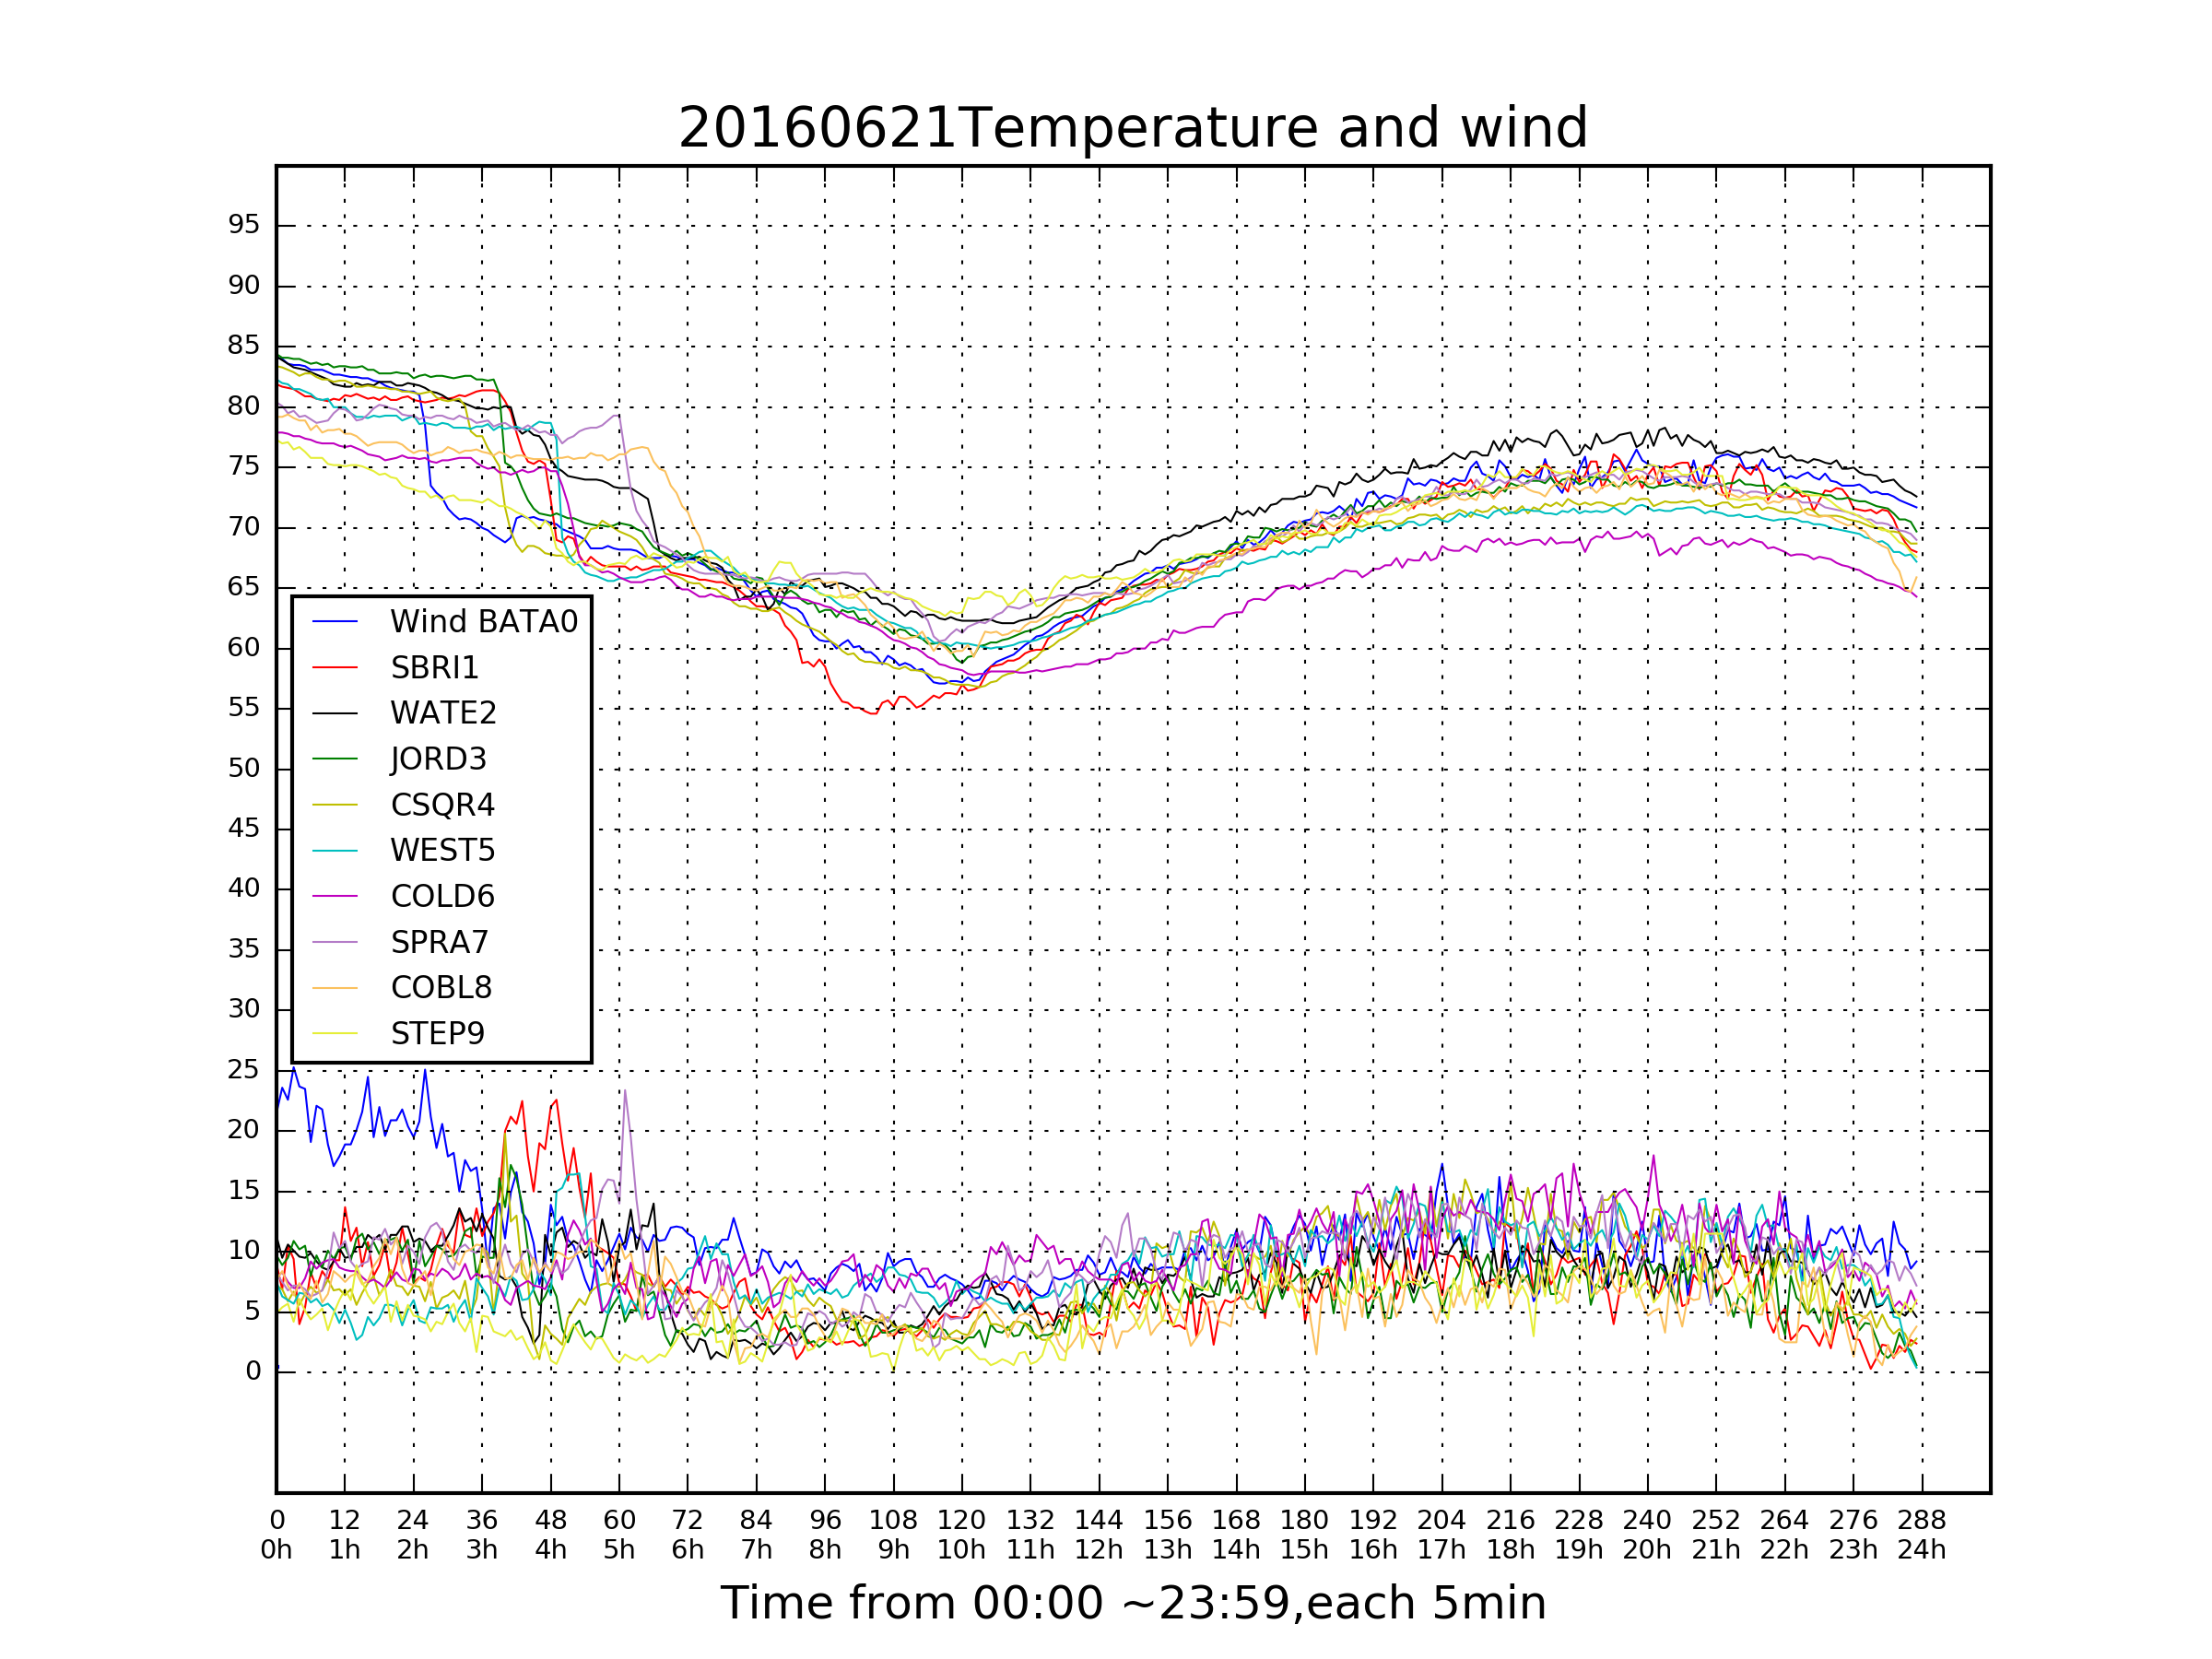 20160621Temperature and wind
95
90
85
80
75
70
65
60
55
50
45
40
35
30
25
20
15
10
5
0
Wind BATA0
SBRI1
WATE2
JORD3
CSQR4
WEST5
COLD6
SPRA7
COBL8
STEP9
0 12 24 36 48 60 72 84 96 108 120 132 144 156 168 180 192 204 216 228 240 252 264 276 288
0h 1h 2h 3h 4h 5h 6h 7h 8h 9h 10h 11h 12h 13h 14h 15h 16h 17h 18h 19h 20h 21h 22h 23h 24h
Time from 00:00 ~23:59,each 5min